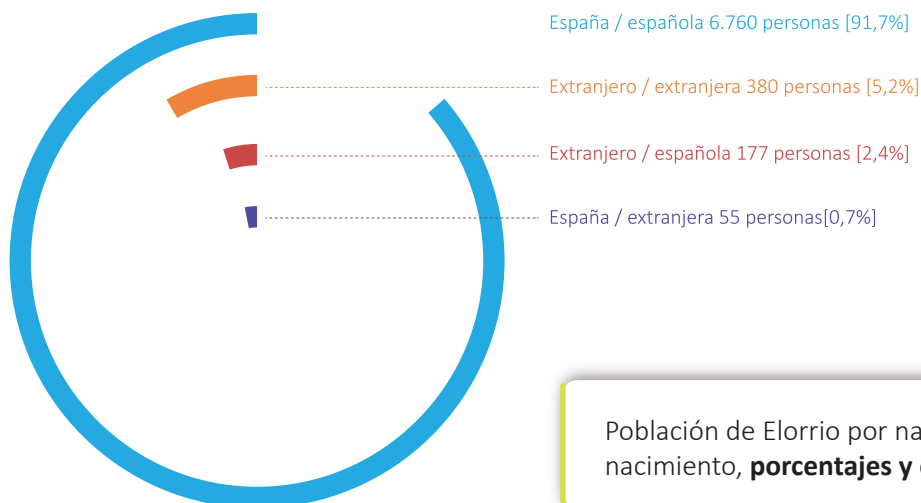 España / española 6.760 personas [91,7%]
Extranjero / extranjera 380 personas [5,2%]
Extranjero / española 177 personas [2,4%]
España / extranjera 55 personas[0,7%]
Población de Elorrio por
nacimiento, porcentajes y